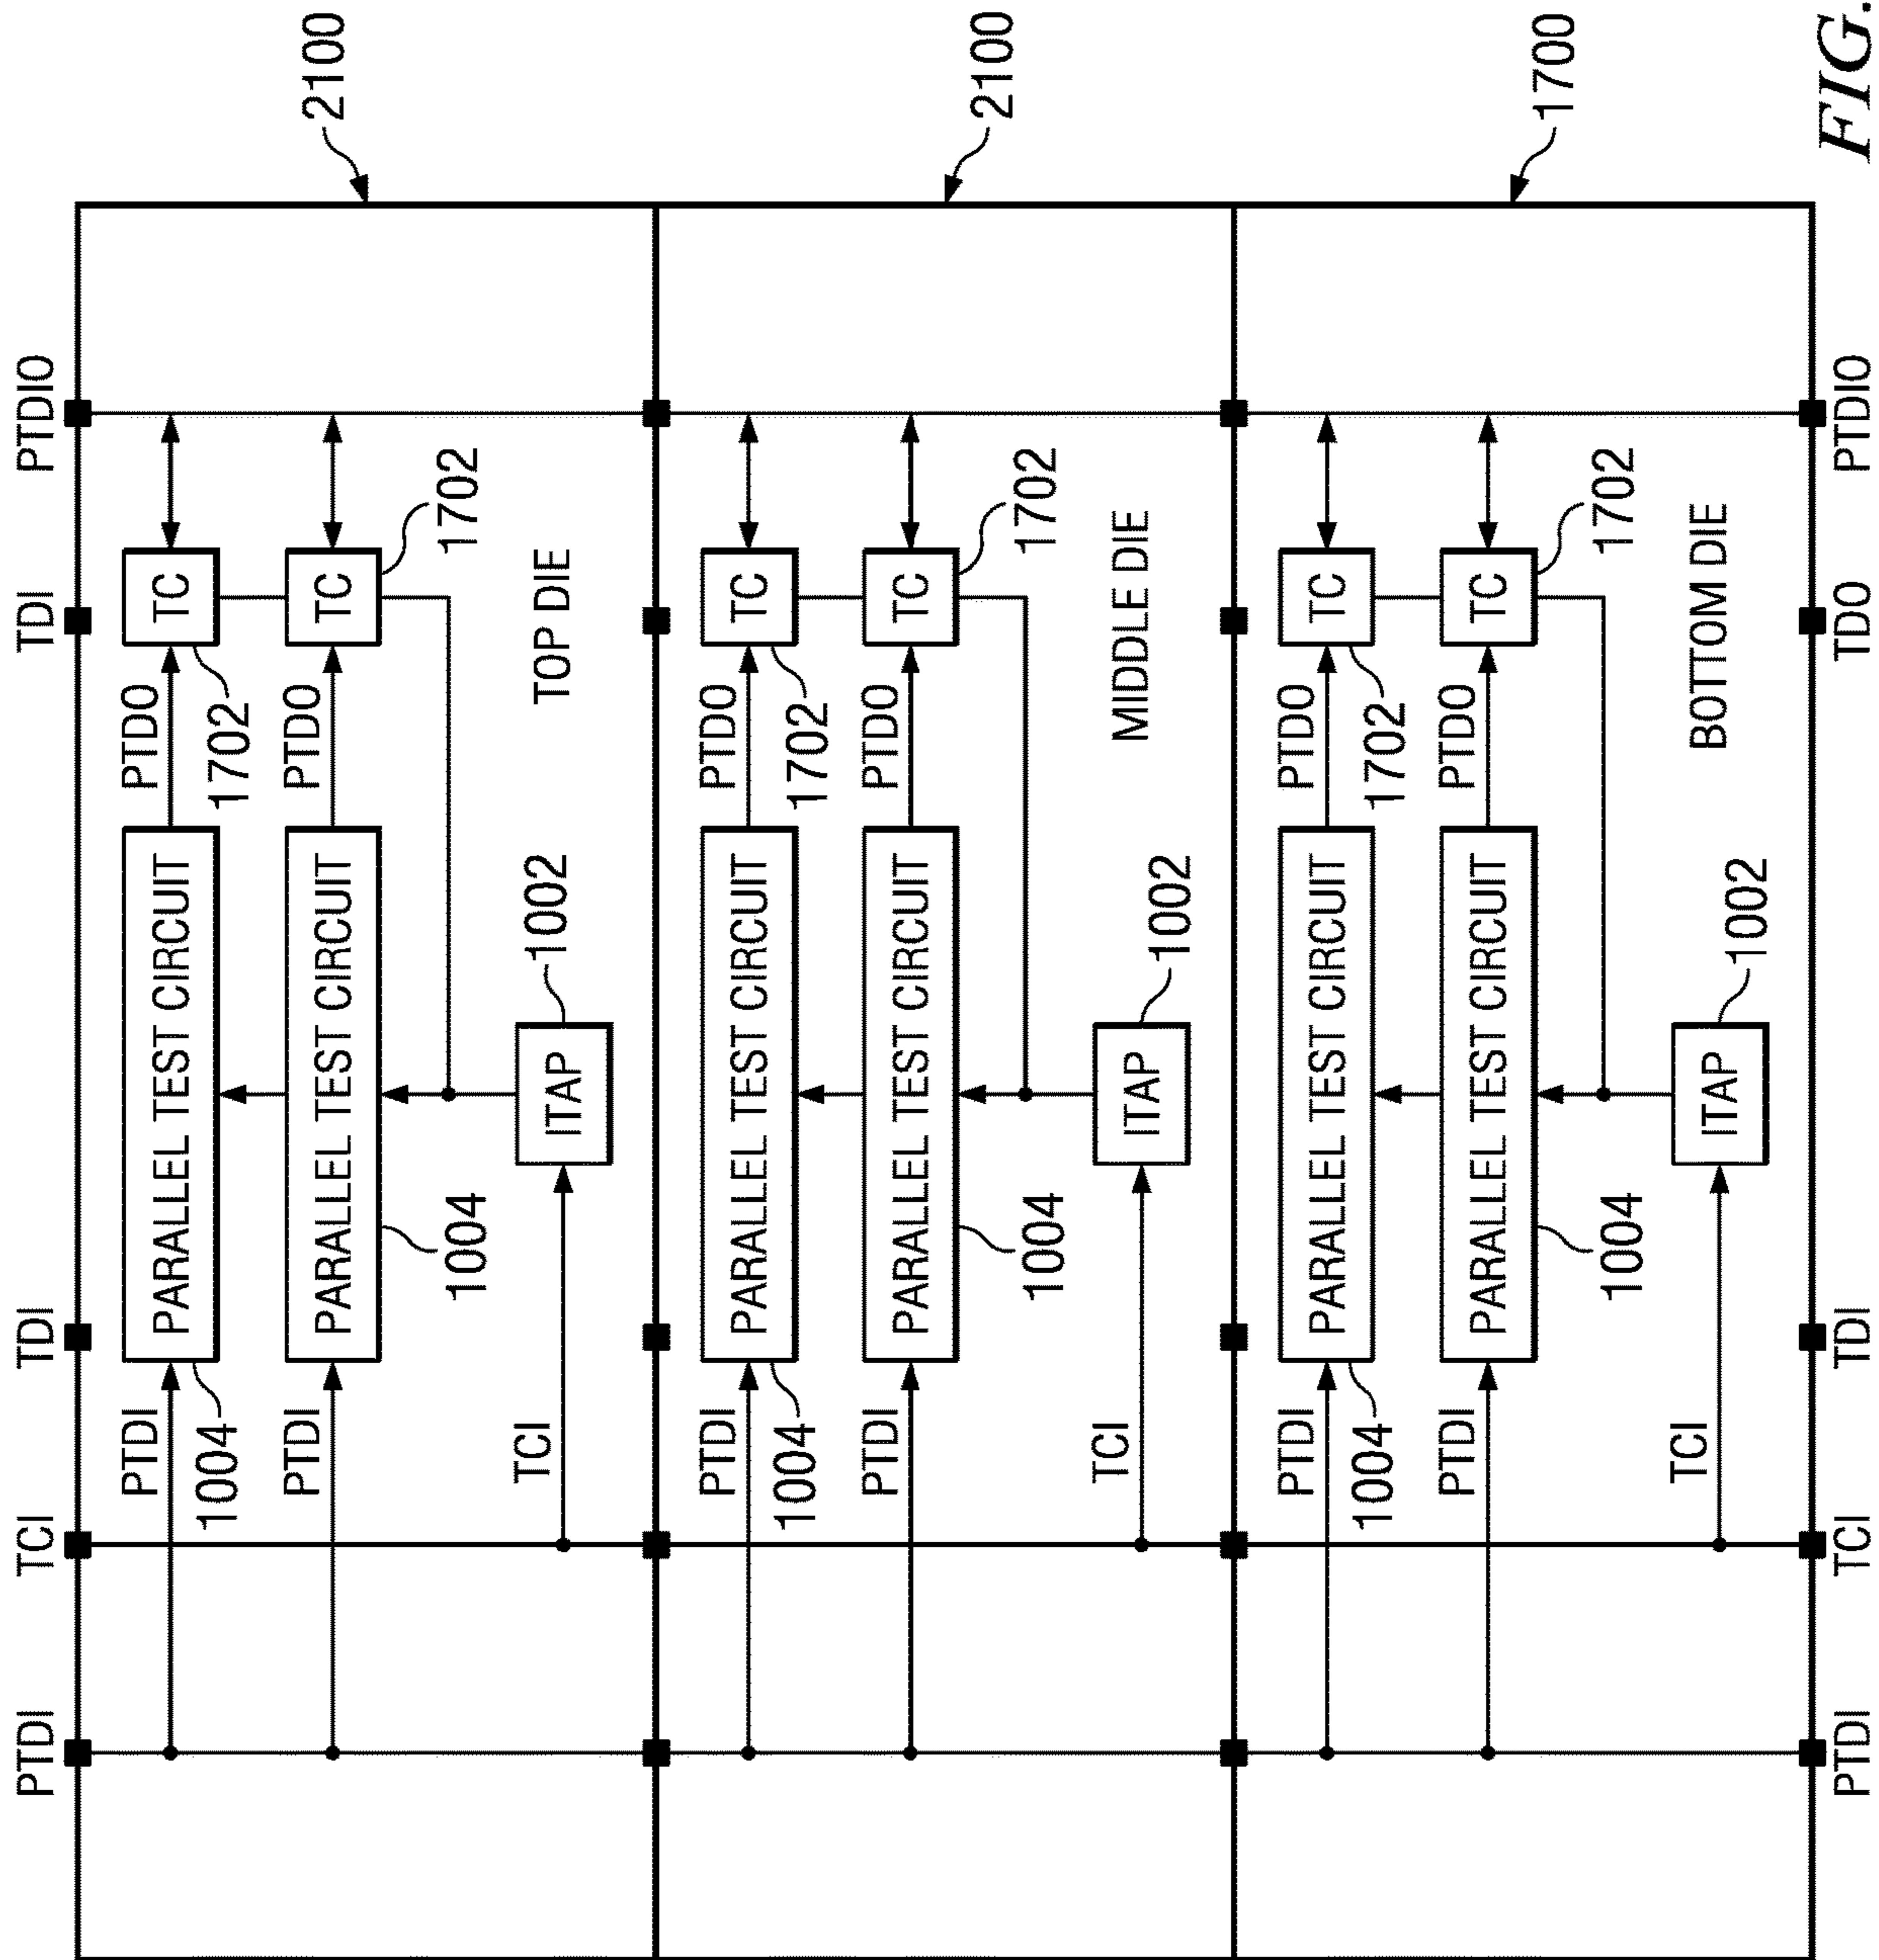 PTDI TCI TDI TDI PTDIO
PTDI PARALLEL TEST CIRCUIT PTDO TC
1004 1702
PTDI PARALLEL TEST CIRCUIT PTDO TC
1004 1702
TCI ITAP 1002 TOP DIE
2100
PTDI PARALLEL TEST CIRCUIT PTDO TC
1004 1702
PTDI PARALLEL TEST CIRCUIT PTDO TC
1004 1702
TCI ITAP 1002 MIDDLE DIE
2100
PTDI PARALLEL TEST CIRCUIT PTDO TC
1004 1702
PTDI PARALLEL TEST CIRCUIT PTDO TC
1004 1702
TCI ITAP 1002 BOTTOM DIE
1700
PTDI TCI TDI TDO PTDIO
FIG.